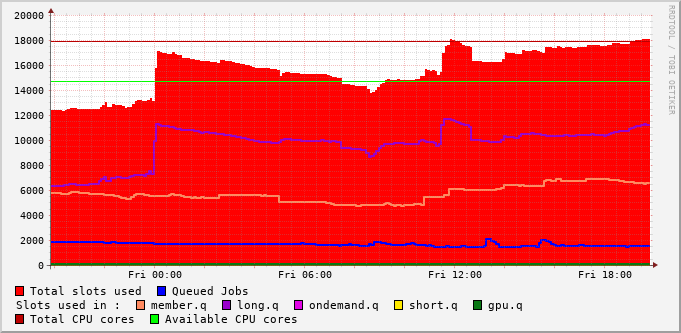 20000
18000
16000
14000
12000
10000
8000
6000
4000
2000
0
Fri 00:00 Fri 06:00 Fri 12:00 Fri 18:00
Total slots used Queued Jobs
Slots used in : member.q long.q ondemand.q short.q gpu.q
Total CPU cores Available CPU cores
RRDTOOL / TOBI OETIKER